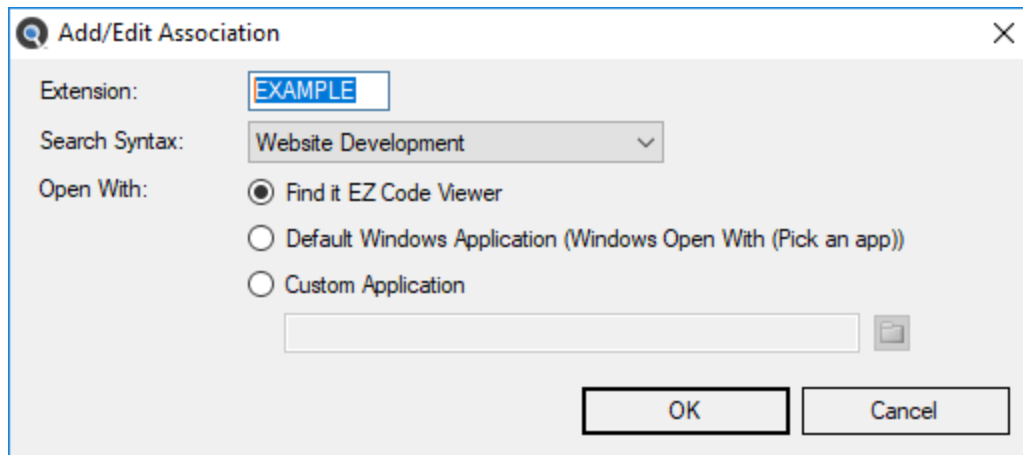 Add/Edit Association
Extension: EXAMPLE
Search Syntax: Website Development
Open With: Find it EZ Code Viewer
Default Windows Application (Windows Open With (Pick an app))
Custom Application
OK Cancel